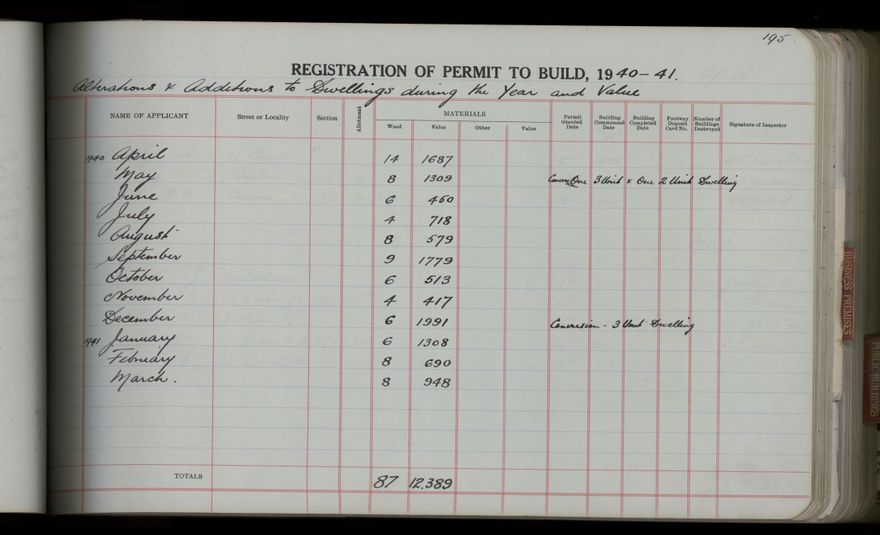 195.
REGISTRATION OF PERMIT TO BUILD, 1940-41.
Alterations & Additions to Dwellings during the Year and Value
NAME OF APPLICANT Street or Locality Section Allotment MATERIALS Permit Granted Date Building Commenced Date Building Completed Date Footway Deposit Card No. Number of Buildings Destroyed Signature of Inspector
Wood Value Other Value
1940 April 14 1687
May 8 1309 One 3 Unit & One 2 Unit Dwelling
June 6 450
July 4 718
August 8 579
September 9 1779
October 6 513
November 4 417
December 6 1991 Conversion - 3 Unit Dwelling
1941 January 6 1308
February 8 690
March. 8 948
TOTALS 87 12.389
BUSINESS PREMISES
PUBLIC BUILDINGS